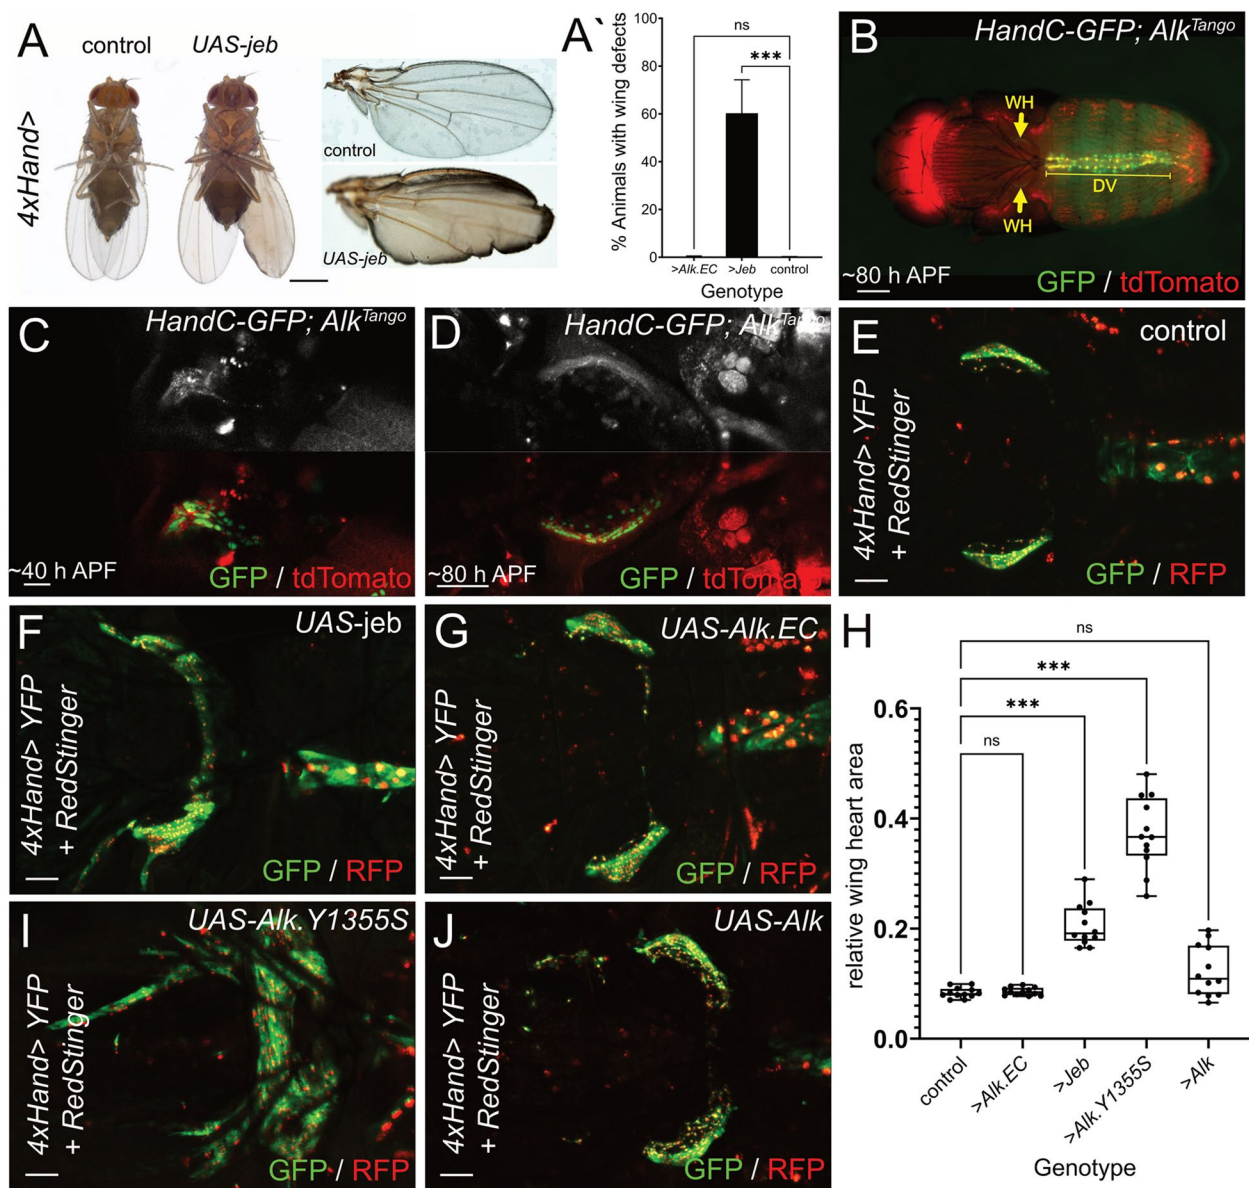 A
control
UAS-jeb
4xHand>
control
UAS-jeb
A`
% Animals with wing defects
100
80
60
40
20
0
ns
***
>Alk.EC
>Jeb
control
Genotype
B
HandC-GFP; Alk^Tango
WH
WH
DV
~80 h APF
GFP / tdTomato
C
HandC-GFP; Alk^Tango
~40 h APF
GFP / tdTomato
D
HandC-GFP; Alk^Tango
~80 h APF
GFP / tdTomato
E
control
4xHand> YFP
+ RedStinger
GFP / RFP
F
UAS-jeb
4xHand> YFP
+ RedStinger
GFP / RFP
G
UAS-Alk.EC
4xHand> YFP
+ RedStinger
GFP / RFP
H
relative wing heart area
0.6
0.4
0.2
0.0
ns
***
***
ns
control
>Alk.EC
>Jeb
>Alk.Y1355S
>Alk
Genotype
I
UAS-Alk.Y1355S
4xHand> YFP
+ RedStinger
GFP / RFP
J
UAS-Alk
4xHand> YFP
+ RedStinger
GFP / RFP